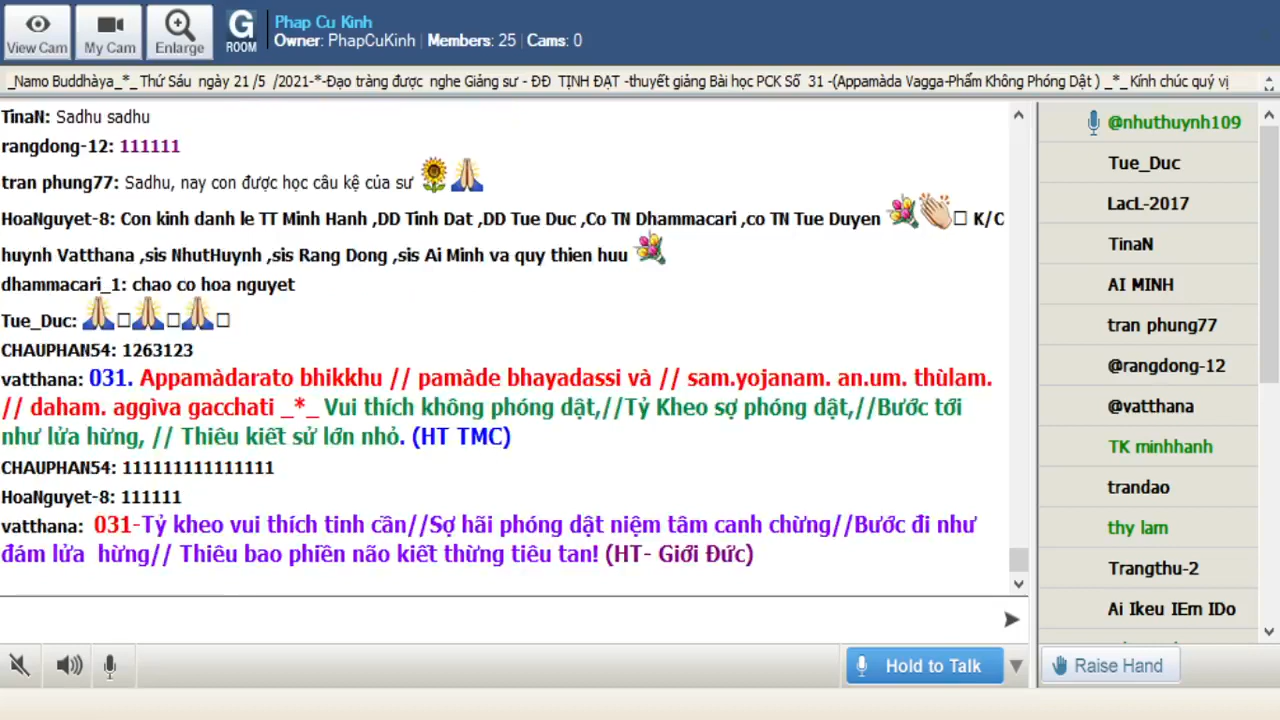 View Cam
My Cam
Enlarge
G
ROOM
Phap Cu Kinh
Owner: PhapCuKinh | Members: 25 | Cams: 0
_Namo Buddhàya_*_ Thứ Sáu ngày 21 /5 /2021-*-Đạo tràng được nghe Giảng sư - ĐĐ TỊNH ĐẠT -thuyết giảng Bài học PCK Số 31 -(Appamàda Vagga-Phẩm Không Phóng Dật ) _*_ Kính chúc quý vị
TinaN: Sadhu sadhu
rangdong-12: 111111
tran phung77: Sadhu, nay con được học câu kệ của sư
HoaNguyet-8: Con kinh danh le TT Minh Hanh ,DD Tinh Dat ,DD Tue Duc ,Co TN Dhammacari ,co TN Tue Duyen K/C
huynh Vatthana ,sis NhutHuynh ,sis Rang Dong ,sis Ai Minh va quy thien huu
dhammacari_1: chao co hoa nguyet
Tue_Duc:
CHAUPHAN54: 1263123
vatthana: 031. Appamàdarato bhikkhu // pamàde bhayadassi và // sam.yojanam. an.um. thùlam.
// daham. aggìva gacchati _*_ Vui thích không phóng dật,//Tỷ Kheo sợ phóng dật,//Bước tới
như lửa hừng, // Thiêu kiết sử lớn nhỏ. (HT TMC)
CHAUPHAN54: 111111111111111
HoaNguyet-8: 111111
vatthana: 031-Tỷ kheo vui thích tinh cần//Sợ hãi phóng dật niệm tâm canh chừng//Bước đi như
đám lửa hừng// Thiêu bao phiền não kiết thừng tiêu tan! (HT- Giới Đức)
@nhuthuynh109
Tue_Duc
LacL-2017
TinaN
AI MINH
tran phung77
@rangdong-12
@vatthana
TK minhhanh
trandao
thy lam
Trangthu-2
Ai Ikeu IEm IDo
Hold to Talk
Raise Hand